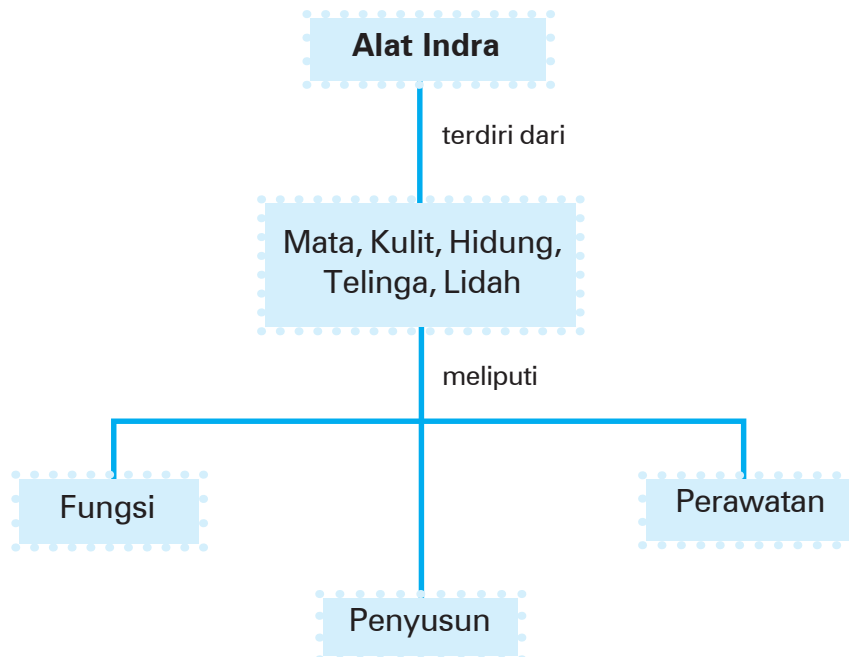 Alat Indra
terdiri dari
Mata, Kulit, Hidung,
Telinga, Lidah
meliputi
Fungsi
Perawatan
Penyusun